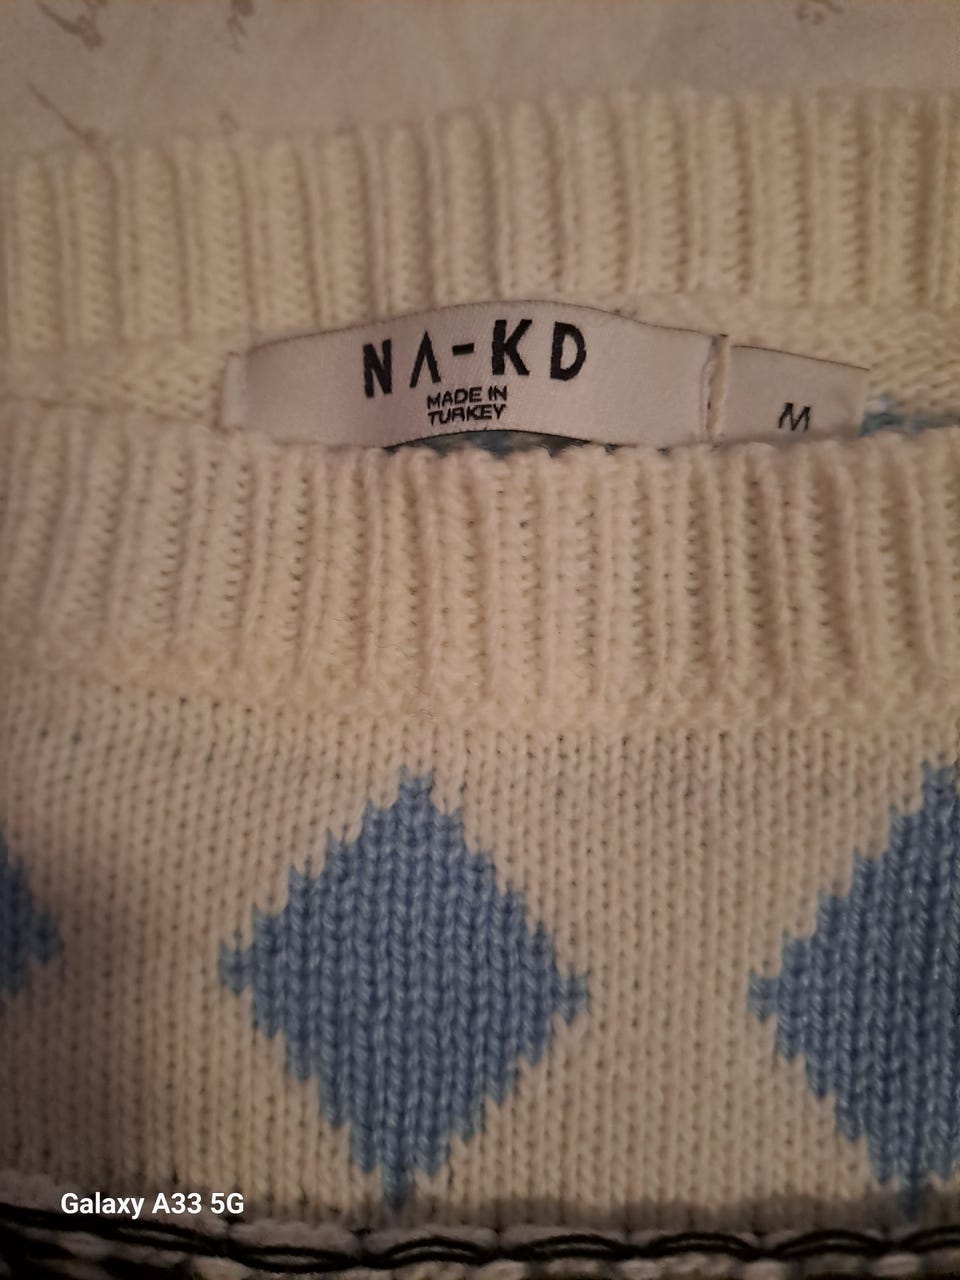 NA-KD
MADE IN
TURKEY
M
Galaxy A33 5G